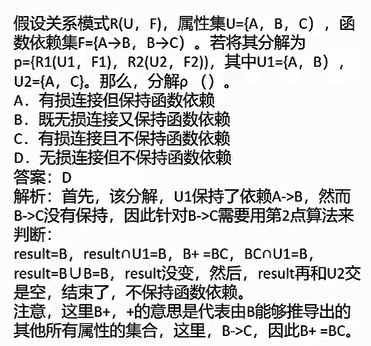 假设关系模式R(U，F)，属性集U={A，B，C），函
数依赖集F={A→B，B→C）。若将其分解为
p={R1(U1，F1)，R2(U2，F2))，其中U1={A，B)，
U2={A，C}。那么，分解ρ （）。
A．有损连接但保持函数依赖
B．既无损连接又保持函数依赖
C．有损连接且不保持函数依赖
D．无损连接但不保持函数依赖
答案：D
解析：首先，该分解，U1保持了依赖A->B，然而
B->C没有保持，因此针对B->C需要用第2点算法来
判断：
result=B，result∩U1=B，B+ =BC，BC∩U1=B，
result=B∪B=B，result没变，然后，result再和U2交
是空，结束了，不保持函数依赖。
注意，这里B+，+的意思是代表由B能够推导出的
其他所有属性的集合，这里，B->C，因此B+ =BC。